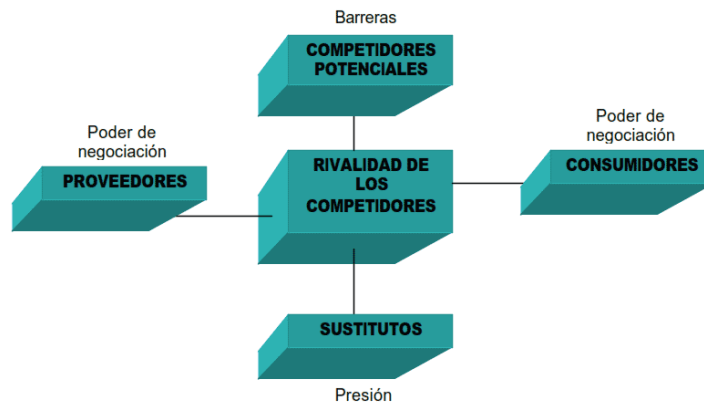 Barreras
COMPETIDORES
POTENCIALES
Poder de
negociación
PROVEEDORES
RIVALIDAD DE
LOS
COMPETIDORES
Poder de
negociación
CONSUMIDORES
SUSTITUTOS
Presión